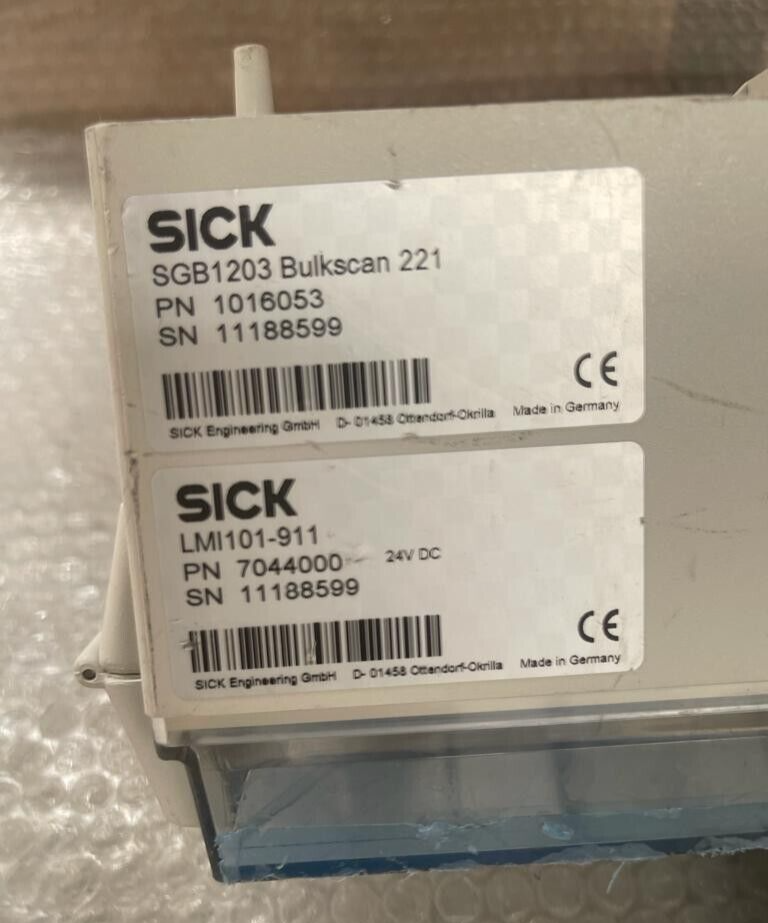 SICK
SGB1203 Bulkscan 221
PN 1016053
SN 11188599
CE
SICK Engineering GmbH D- 01458 Ottendorf-Okrilla Made in Germany
SICK
LMI101-911
PN 7044000 24V DC
SN 11188599
CE
SICK Engineering GmbH D- 01458 Ottendorf-Okrilla Made in Germany